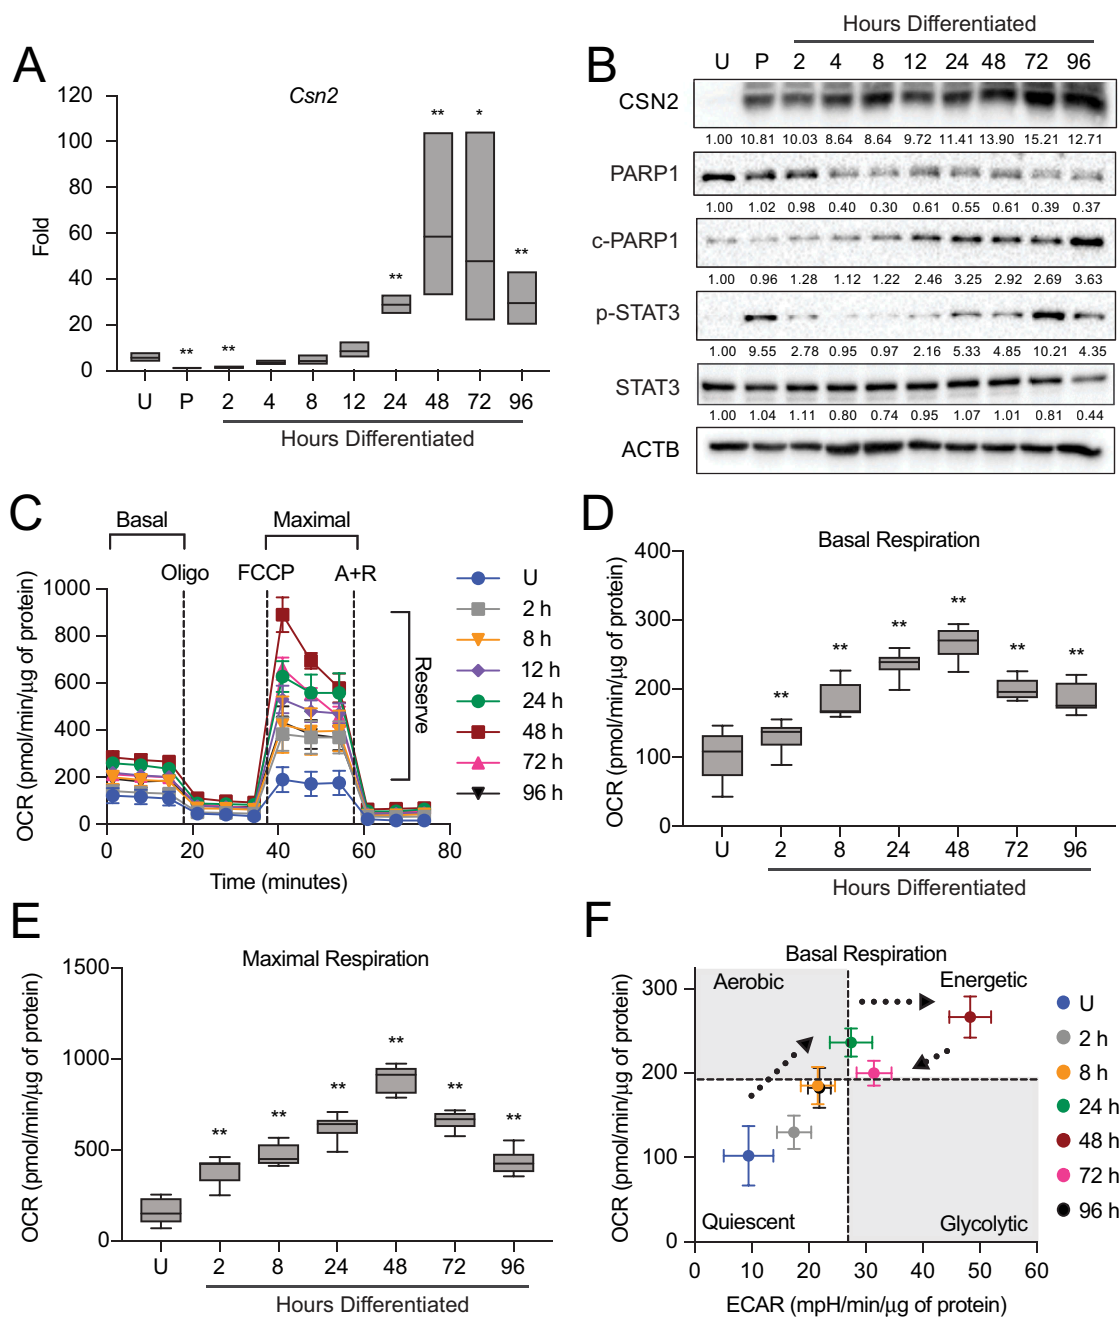 A
Csn2
Fold
120
100
80
60
40
20
0
** ** ** ** * **
U P 2 4 8 12 24 48 72 96
Hours Differentiated
B
Hours Differentiated
U P 2 4 8 12 24 48 72 96
CSN2
1.00 10.81 10.03 8.64 8.64 9.72 11.41 13.90 15.21 12.71
PARP1
1.00 1.02 0.98 0.40 0.30 0.61 0.55 0.61 0.39 0.37
c-PARP1
1.00 0.96 1.28 1.12 1.22 2.46 3.25 2.92 2.69 3.63
p-STAT3
1.00 9.55 2.78 0.95 0.97 2.16 5.33 4.85 10.21 4.35
STAT3
1.00 1.04 1.11 0.80 0.74 0.95 1.07 1.01 0.81 0.44
ACTB
C
Basal Maximal
Oligo FCCP A+R
OCR (pmol/min/µg of protein)
1000
800
600
400
200
0
Reserve
0 20 40 60 80
Time (minutes)
U
2 h
8 h
12 h
24 h
48 h
72 h
96 h
D
Basal Respiration
OCR (pmol/min/µg of protein)
400
300
200
100
0
** ** ** ** ** **
U 2 8 24 48 72 96
Hours Differentiated
E
Maximal Respiration
OCR (pmol/min/µg of protein)
1500
1000
500
0
** ** ** ** ** **
U 2 8 24 48 72 96
Hours Differentiated
F
Basal Respiration
OCR (pmol/min/µg of protein)
300
200
100
0
Aerobic Energetic
Quiescent Glycolytic
0 10 20 30 40 50 60
ECAR (mpH/min/µg of protein)
U
2 h
8 h
24 h
48 h
72 h
96 h